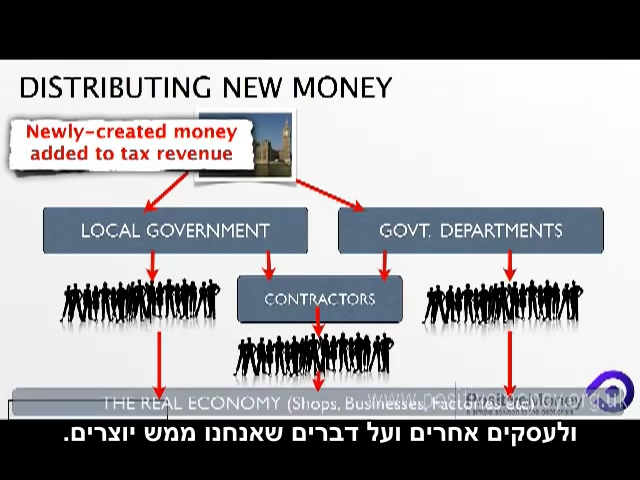 DISTRIBUTING NEW MONEY
Newly-created money
added to tax revenue
LOCAL GOVERNMENT
GOVT. DEPARTMENTS
CONTRACTORS
THE REAL ECONOMY (Shops, Businesses, Factories etc)
ולעסקים אחרים ועל דברים שאנחנו ממש יוצרים.